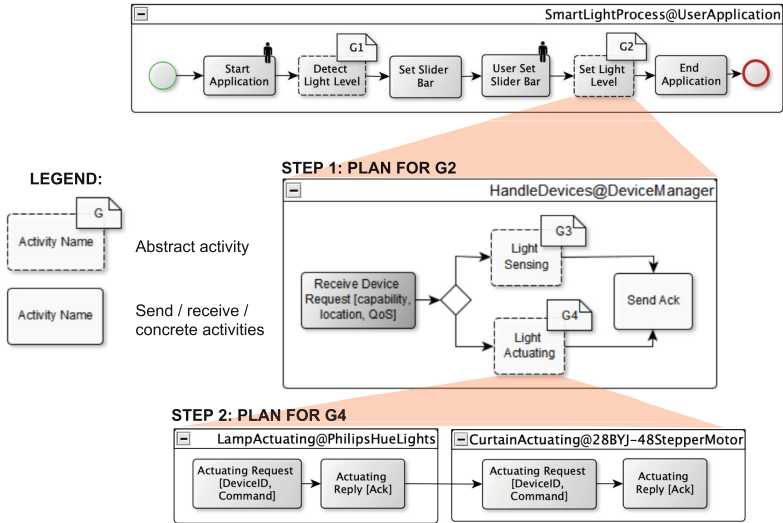 SmartLightProcess@UserApplication
Start
Application
G1
Detect
Light Level
Set Slider
Bar
User Set
Slider Bar
G2
Set Light
Level
End
Application
STEP 1: PLAN FOR G2
HandleDevices@DeviceManager
Receive Device
Request [capability,
location, QoS]
G3
Light
Sensing
G4
Light
Actuating
Send Ack
LEGEND:
G
Activity Name
Abstract activity
Activity Name
Send / receive /
concrete activities
STEP 2: PLAN FOR G4
LampActuating@PhilipsHueLights
Actuating Request
[DeviceID,
Command]
Actuating
Reply [Ack]
CurtainActuating@28BYJ-48StepperMotor
Actuating Request
[DeviceID,
Command]
Actuating
Reply [Ack]